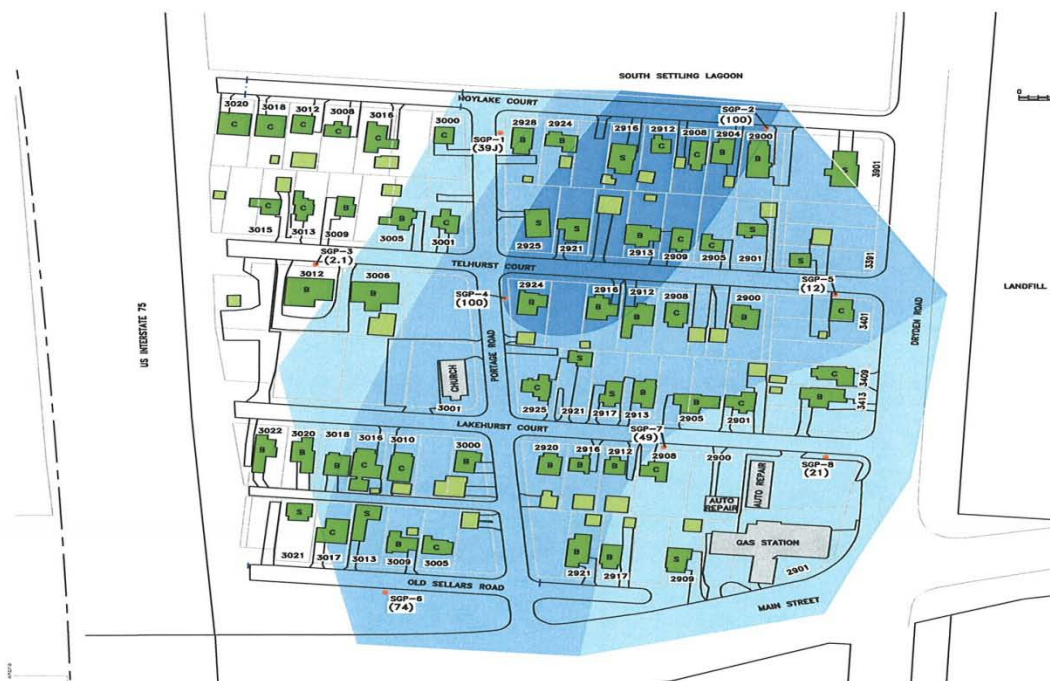 SOUTH SETTLING LAGOON
HOYLAKE COURT
SGP-2
(100)
3020
3018
3012
3008
3016
3000
SGP-1
(39J)
2928
2924
2916
2912
2908
2904
2900
C
C
C
C
C
C
B
B
S
C
C
B
B
S
3901
0
3015
3013
3009
3005
3001
2925
2921
2913
2909
2905
2901
3391
C
C
B
B
C
S
S
B
C
C
S
S
SGP-3
(2.1)
TELHURST COURT
SGP-4
(100)
SGP-5
(12)
3012
3006
2924
2916
2912
2908
2900
B
B
B
B
B
C
B
C
3401
LANDFILL
US INTERSTATE 75
PORTAGE ROAD
DRYDEN ROAD
CHURCH
3001
2925
2921
2917
2913
2905
2901
C
S
S
B
B
C
C
B
3409
3413
LAKEHURST COURT
SGP-7
(49)
SGP-8
(21)
3022
3020
3018
3016
3010
3000
2920
2916
2912
2908
2900
B
B
B
C
C
B
B
B
B
C
AUTO REPAIR
AUTO
REPAIR
GAS STATION
2901
3021
3017
3013
3009
3005
2921
2917
2909
S
C
S
B
C
B
B
S
OLD SELLARS ROAD
MAIN STREET
SGP-6
(74)